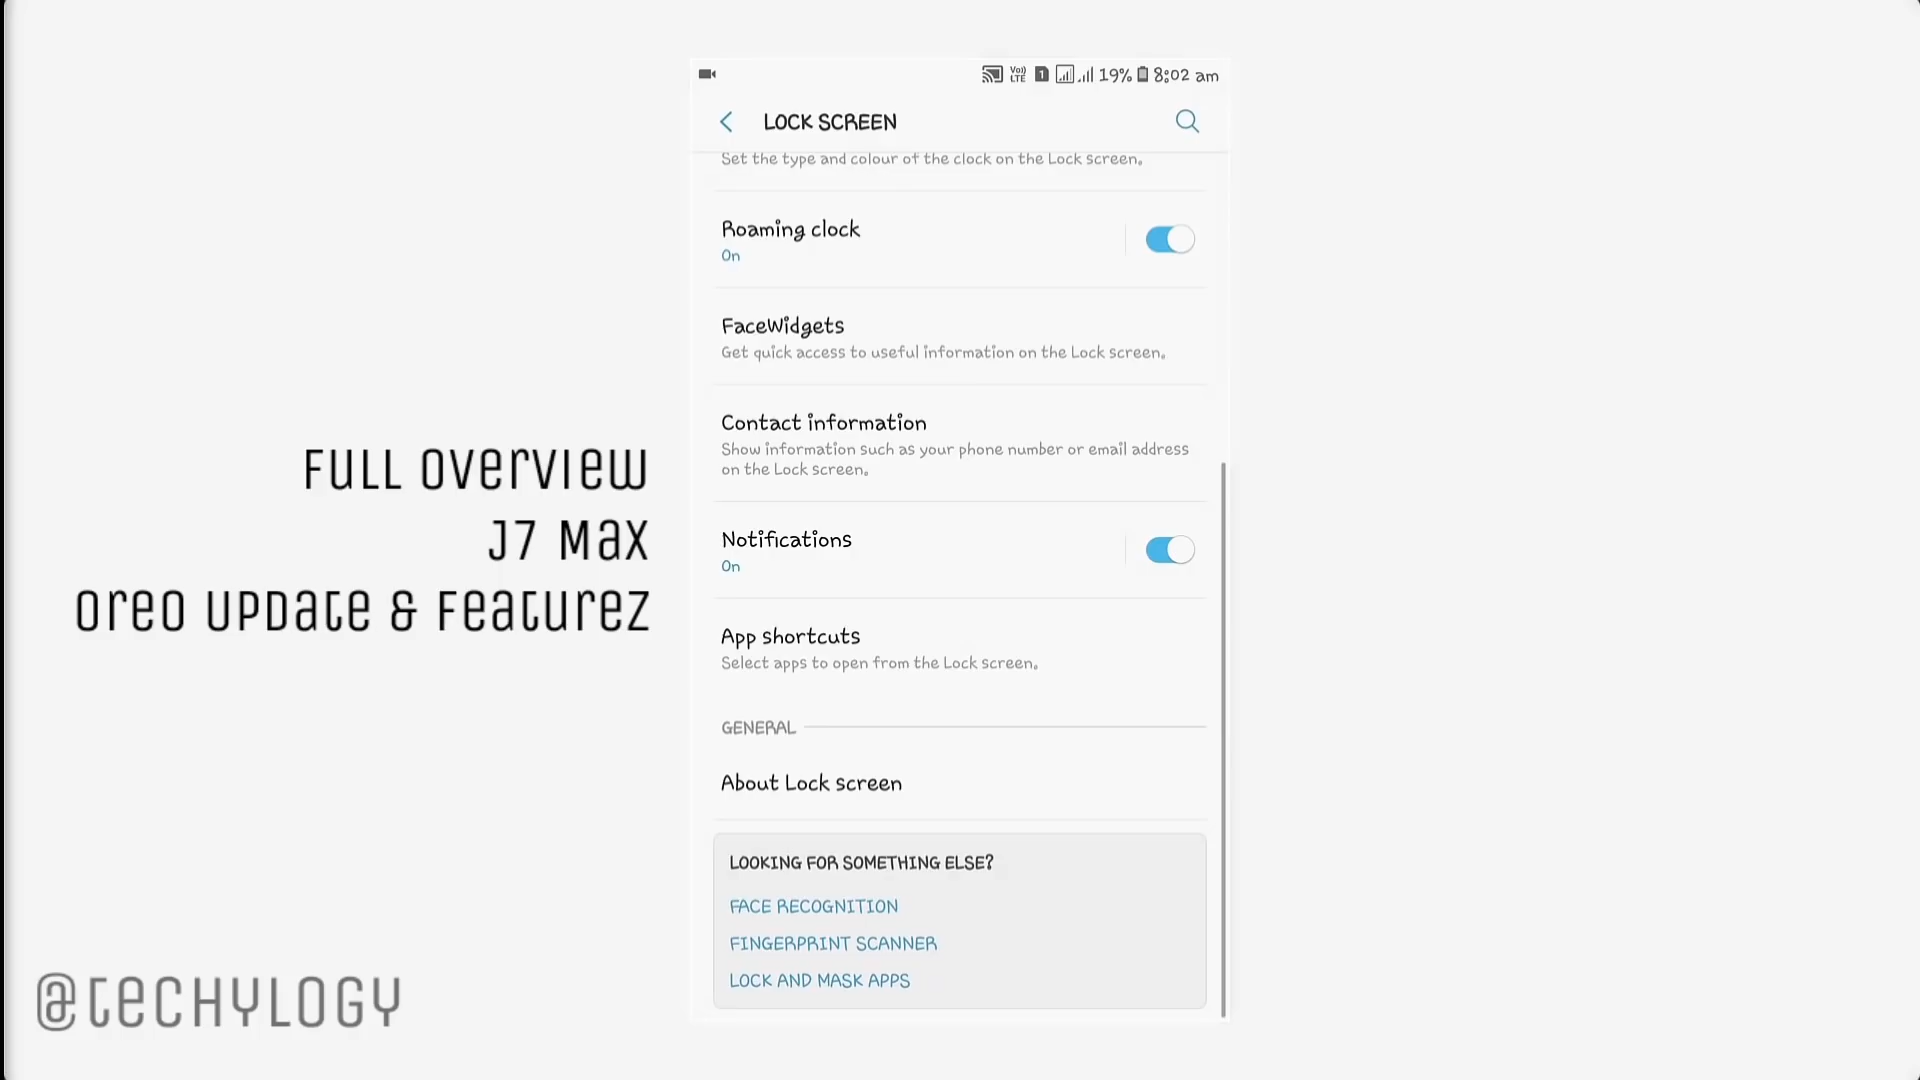 VoLTE 1 19% 8:02 am
LOCK SCREEN
Set the type and colour of the clock on the Lock screen.
Roaming clock
On
FaceWidgets
Get quick access to useful information on the Lock screen.
Contact information
Show information such as your phone number or email address
on the Lock screen.
Notifications
On
App shortcuts
Select apps to open from the Lock screen.
GENERAL
About Lock screen
LOOKING FOR SOMETHING ELSE?
FACE RECOGNITION
FINGERPRINT SCANNER
LOCK AND MASK APPS
Full Overview
J7 Max
Oreo Update & Featurez
@techylogy